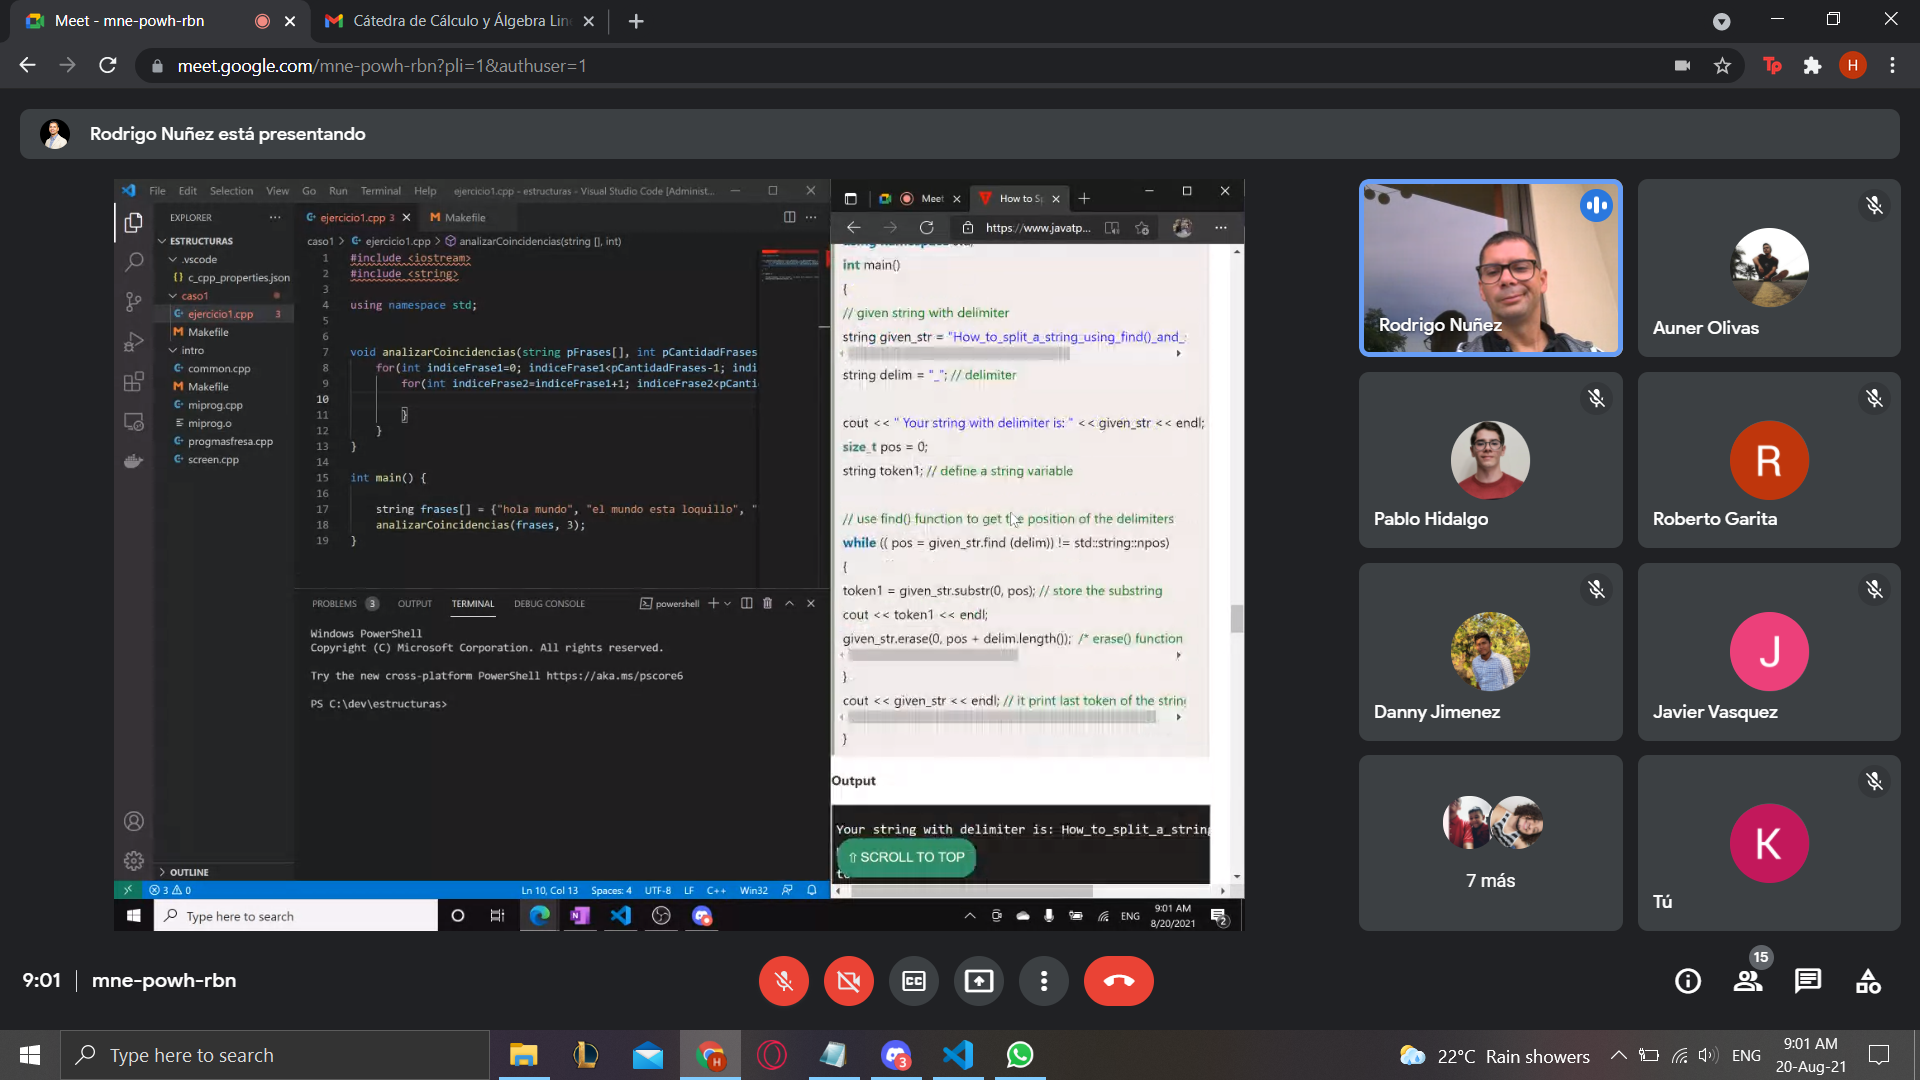 Meet - mne-powh-rbn
Cátedra de Cálculo y Álgebra Line
meet.google.com/mne-powh-rbn?pli=1&authuser=1
Tp
H
Rodrigo Nuñez está presentando
File Edit Selection View Go Run Terminal Help ejercicio1.cpp - estructuras - Visual Studio Code [Administ...
EXPLORER
ESTRUCTURAS
.vscode
c_cpp_properties.json
caso1
ejercicio1.cpp 3
Makefile
intro
common.cpp
Makefile
miprog.cpp
miprog.o
progmasfresa.cpp
screen.cpp
OUTLINE
ejercicio1.cpp 3
Makefile
caso1 > ejercicio1.cpp > analizarCoincidencias(string [], int)
1 #include <iostream>
2 #include <string>
3
4 using namespace std;
5
6
7 void analizarCoincidencias(string pFrases[], int pCantidadFrases
8 for(int indiceFrase1=0; indiceFrase1<pCantidadFrases-1; indi
9 for(int indiceFrase2=indiceFrase1+1; indiceFrase2<pCanti
10
11 }
12 }
13 }
14
15 int main() {
16
17 string frases[] = {"hola mundo", "el mundo esta loquillo", "
18 analizarCoincidencias(frases, 3);
19 }
PROBLEMS 3 OUTPUT TERMINAL DEBUG CONSOLE powershell
Windows PowerShell
Copyright (C) Microsoft Corporation. All rights reserved.
Try the new cross-platform PowerShell https://aka.ms/pscore6
PS C:\dev\estructuras>
3 0 Ln 10, Col 13 Spaces: 4 UTF-8 LF C++ Win32
Meet
How to Sp
https://www.javatp...
int main()
{
// given string with delimiter
string given_str = "How_to_split_a_string_using_find()_and_
string delim = "_"; // delimiter
cout << " Your string with delimiter is: " << given_str << endl;
size_t pos = 0;
string token1; // define a string variable
// use find() function to get the position of the delimiters
while (( pos = given_str.find (delim)) != std::string::npos)
{
token1 = given_str.substr(0, pos); // store the substring
cout << token1 << endl;
given_str.erase(0, pos + delim.length()); /* erase() function
}
cout << given_str << endl; // it print last token of the string
}
Output
Your string with delimiter is: How_to_split_a_string
⇧ SCROLL TO TOP
Type here to search
ENG
9:01 AM
8/20/2021
2
Rodrigo Nuñez
Auner Olivas
Pablo Hidalgo
R
Roberto Garita
Danny Jimenez
J
Javier Vasquez
7 más
K
Tú
9:01 | mne-powh-rbn
15
Type here to search
H
3
22°C Rain showers
ENG
9:01 AM
20-Aug-21